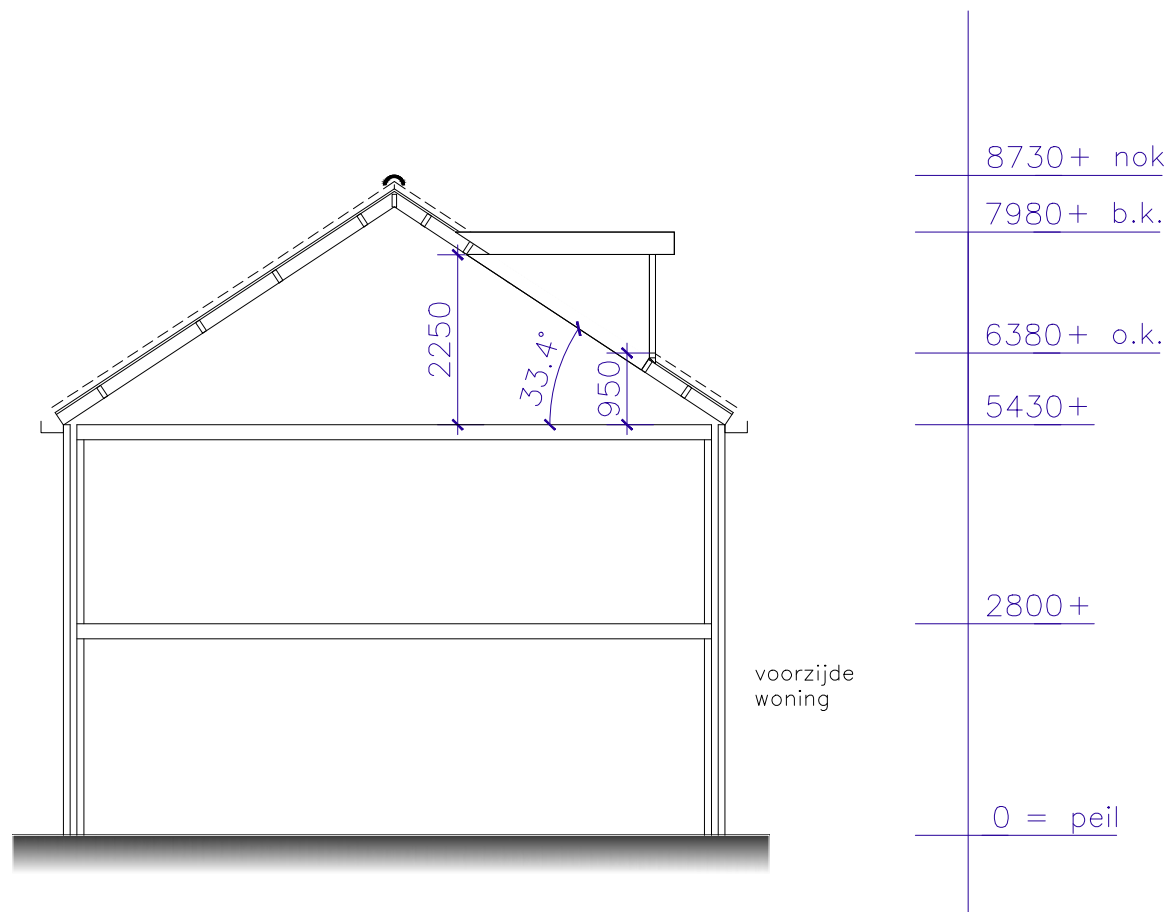 8730+ nok
7980+ b.k.
6380+ o.k.
5430+
2800+
0 = peil
2250
33.4°
950
voorzijde
woning